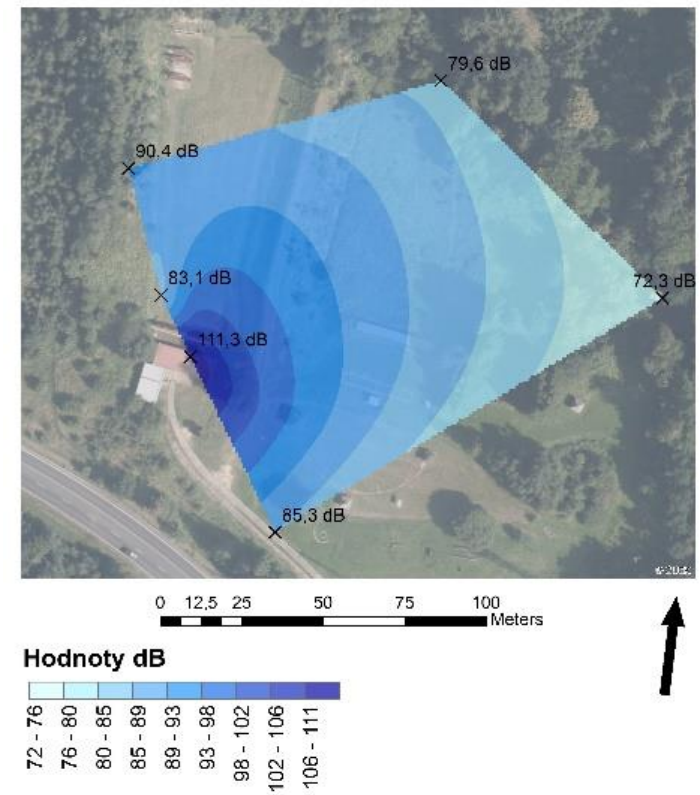 79,6 dB
90,4 dB
83,1 dB
72,3 dB
111,3 dB
85,3 dB
0 12,5 25 50 75 100
Meters
Hodnoty dB
72 - 76
76 - 80
80 - 85
85 - 89
89 - 93
93 - 98
98 - 102
102 - 106
106 - 111